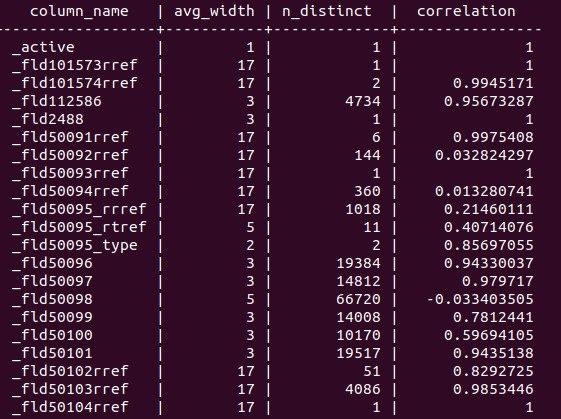 column_name | avg_width | n_distinct | correlation
-----------------+-----------+------------+---------------
_active | 1 | 1 | 1
_fld101573rref | 17 | 1 | 1
_fld101574rref | 17 | 2 | 0.9945171
_fld112586 | 3 | 4734 | 0.95673287
_fld2488 | 3 | 1 | 1
_fld50091rref | 17 | 6 | 0.9975408
_fld50092rref | 17 | 144 | 0.032824297
_fld50093rref | 17 | 1 | 1
_fld50094rref | 17 | 360 | 0.013280741
_fld50095_rrref | 17 | 1018 | 0.21460111
_fld50095_rtref | 5 | 11 | 0.40714076
_fld50095_type | 2 | 2 | 0.85697055
_fld50096 | 3 | 19384 | 0.94330037
_fld50097 | 3 | 14812 | 0.979717
_fld50098 | 5 | 66720 | -0.033403505
_fld50099 | 3 | 14008 | 0.7812441
_fld50100 | 3 | 10170 | 0.59694105
_fld50101 | 3 | 19517 | 0.9435138
_fld50102rref | 17 | 51 | 0.8292725
_fld50103rref | 17 | 4086 | 0.9853446
_fld50104rref | 17 | 1 | 1